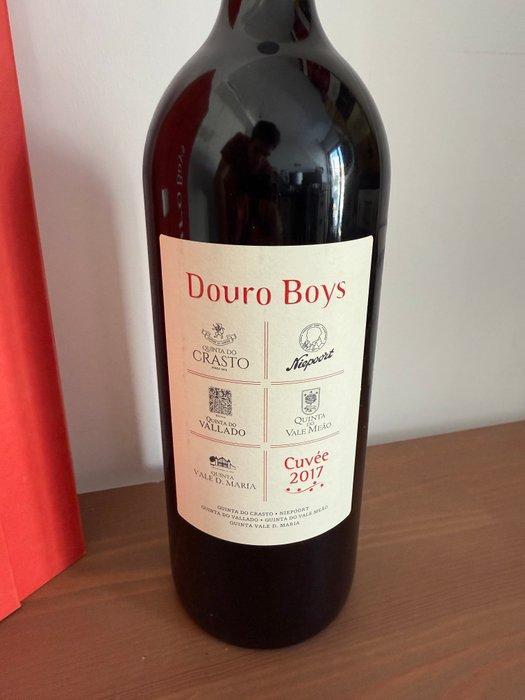 Douro Boys
QUINTA DO
CRASTO
Niepoort
QUINTA DO
VALLADO
QUINTA
DO
VALE MEÃO
QUINTA
VALE D. MARIA
Cuvée
2017
QUINTA DO CRASTO • NIEPOORT
QUINTA DO VALLADO • QUINTA DO VALE MEÃO
QUINTA VALE D. MARIA